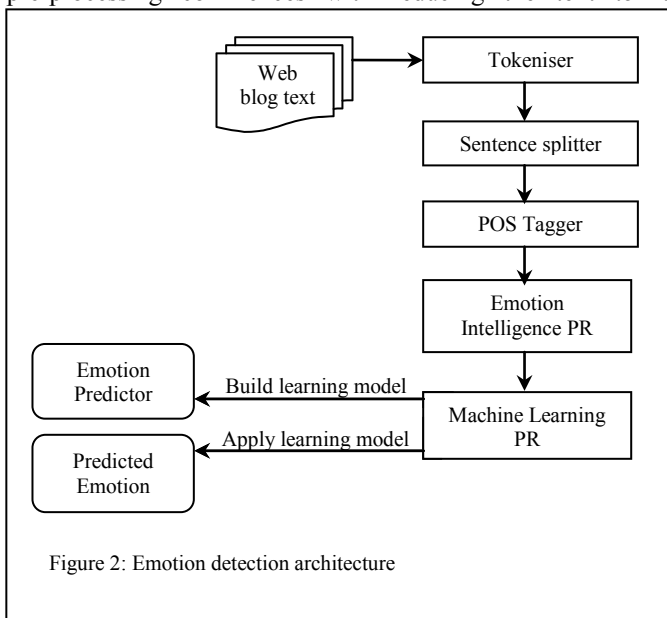 Web
blog text
Tokeniser
Sentence splitter
POS Tagger
Emotion
Intelligence PR
Machine Learning
PR
Build learning model
Emotion
Predictor
Apply learning model
Predicted
Emotion
Figure 2: Emotion detection architecture